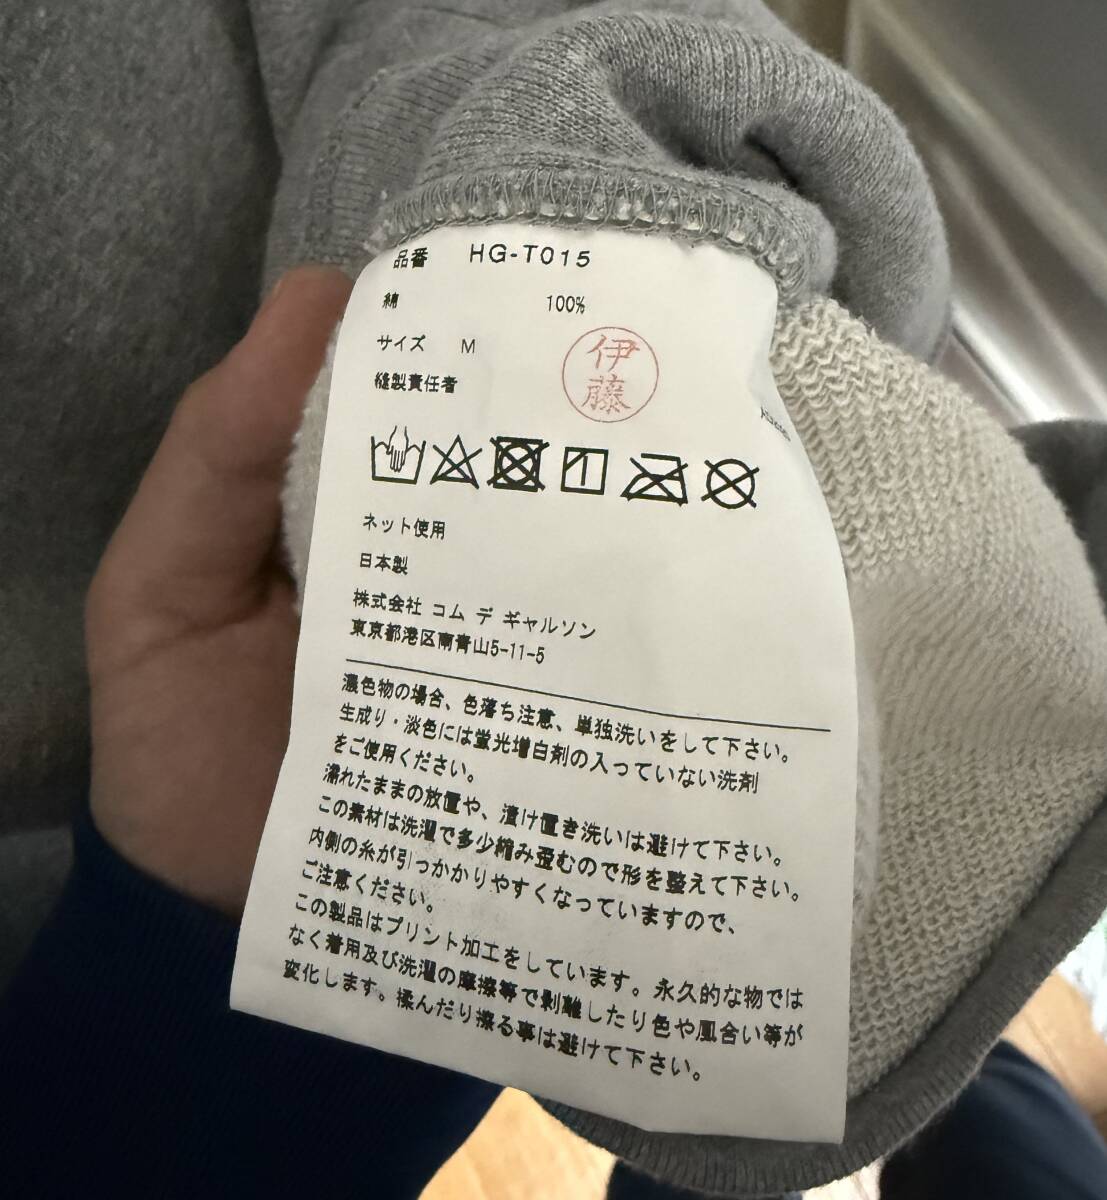 品番 HG-T015
綿 100%
サイズ M
縫製責任者
伊藤
ネット使用
日本製
株式会社 コム デ ギャルソン
東京都港区南青山5-11-5
濃色物の場合、色落ち注意、単独洗いをして下さい。
生成り・淡色には蛍光増白剤の入っていない洗剤
をご使用ください。
濡れたままの放置や、漬け置き洗いは避けて下さい。
この素材は洗濯で多少縮み歪むので形を整えて下さい。
内側の糸が引っかかりやすくなっていますので、
ご注意ください。
この製品はプリント加工をしています。永久的な物では
なく着用及び洗濯の摩擦等で剥離したり色や風合い等が
変化します。揉んだり擦る事は避けて下さい。